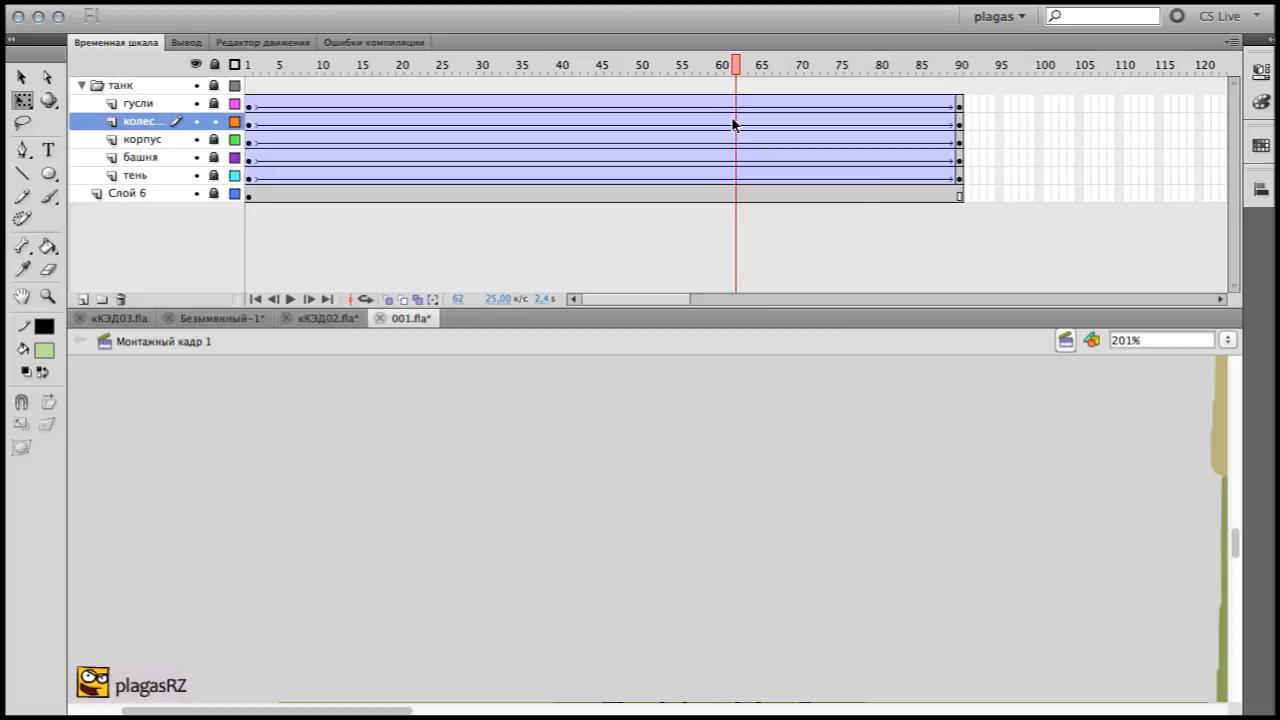 Fl plagas CS Live
Временная шкала Вывод Редактор движения Ошибки компиляции
1 5 10 15 20 25 30 35 40 45 50 55 60 65 70 75 80 85 90 95 100 105 110 115 120
танк
гусли
колес...
корпус
башня
тень
Слой 6
62 25,00 к/с 2,4 s
кКЭД03.fla Безымянный-1* кКЭД02.fla* 001.fla*
Монтажный кадр 1 201%
plagasRZ